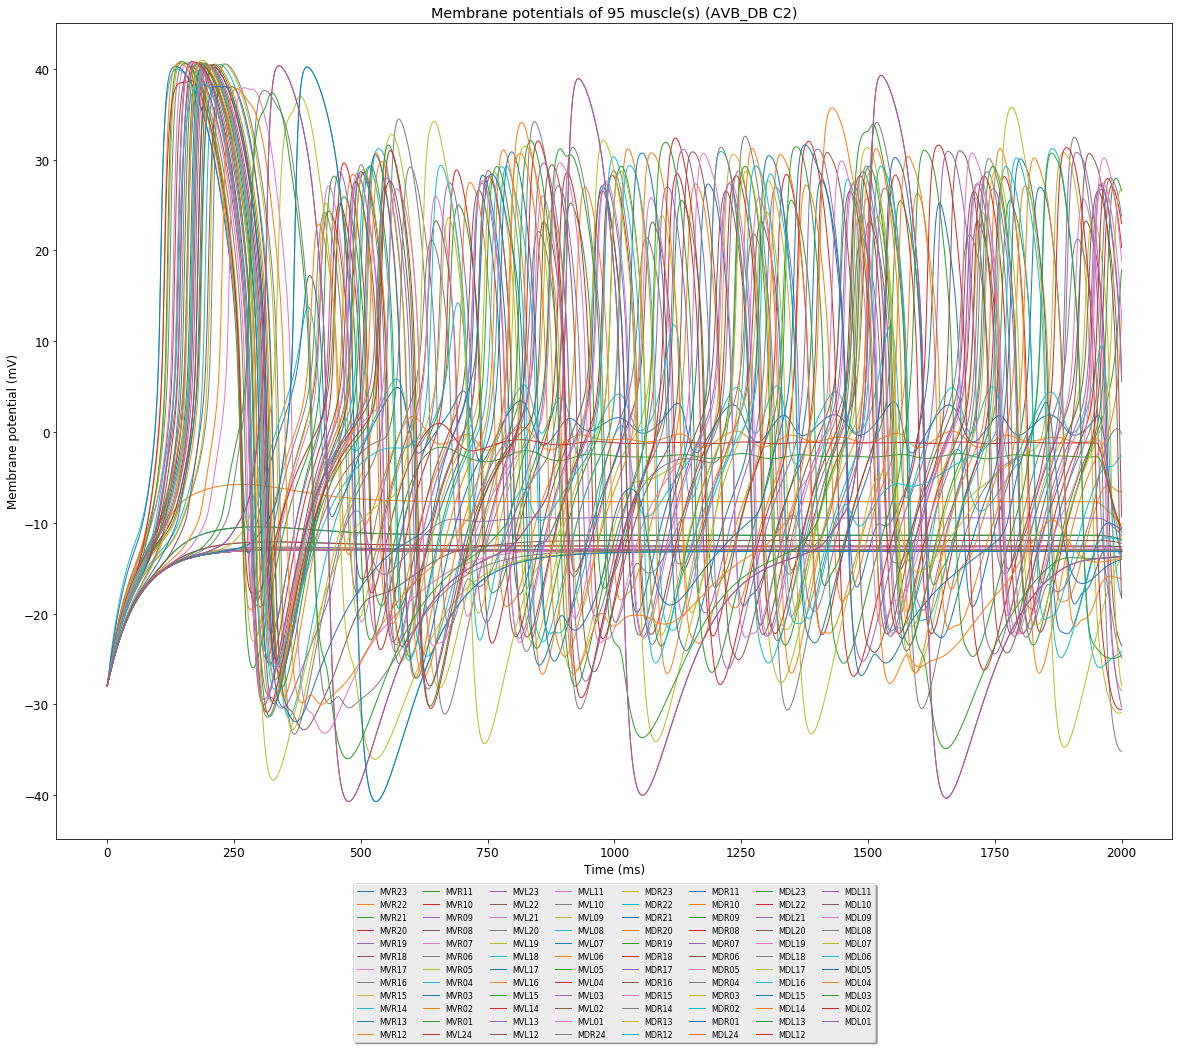 Membrane potentials of 95 muscle(s) (AVB_DB C2)
Membrane potential (mV)
40
30
20
10
0
−10
−20
−30
−40
0 250 500 750 1000 1250 1500 1750 2000
Time (ms)
MVR23 MVR11 MVL23 MVL11 MDR23 MDR11 MDL23 MDL11
MVR22 MVR10 MVL22 MVL10 MDR22 MDR10 MDL22 MDL10
MVR21 MVR09 MVL21 MVL09 MDR21 MDR09 MDL21 MDL09
MVR20 MVR08 MVL20 MVL08 MDR20 MDR08 MDL20 MDL08
MVR19 MVR07 MVL19 MVL07 MDR19 MDR07 MDL19 MDL07
MVR18 MVR06 MVL18 MVL06 MDR18 MDR06 MDL18 MDL06
MVR17 MVR05 MVL17 MVL05 MDR17 MDR05 MDL17 MDL05
MVR16 MVR04 MVL16 MVL04 MDR16 MDR04 MDL16 MDL04
MVR15 MVR03 MVL15 MVL03 MDR15 MDR03 MDL15 MDL03
MVR14 MVR02 MVL14 MVL02 MDR14 MDR02 MDL14 MDL02
MVR13 MVR01 MVL13 MVL01 MDR13 MDR01 MDL13 MDL01
MVR12 MVL24 MVL12 MDR24 MDR12 MDL24 MDL12